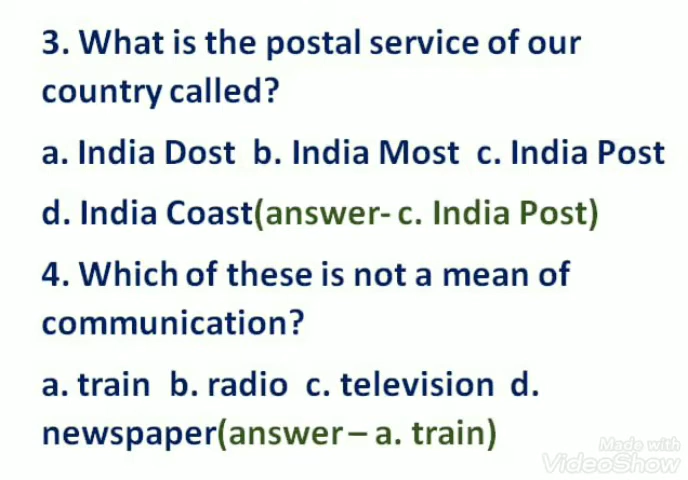 3. What is the postal service of our
country called?
a. India Dost b. India Most c. India Post
d. India Coast(answer- c. India Post)
4. Which of these is not a mean of
communication?
a. train b. radio c. television d.
newspaper(answer – a. train)
Made with
VideoShow